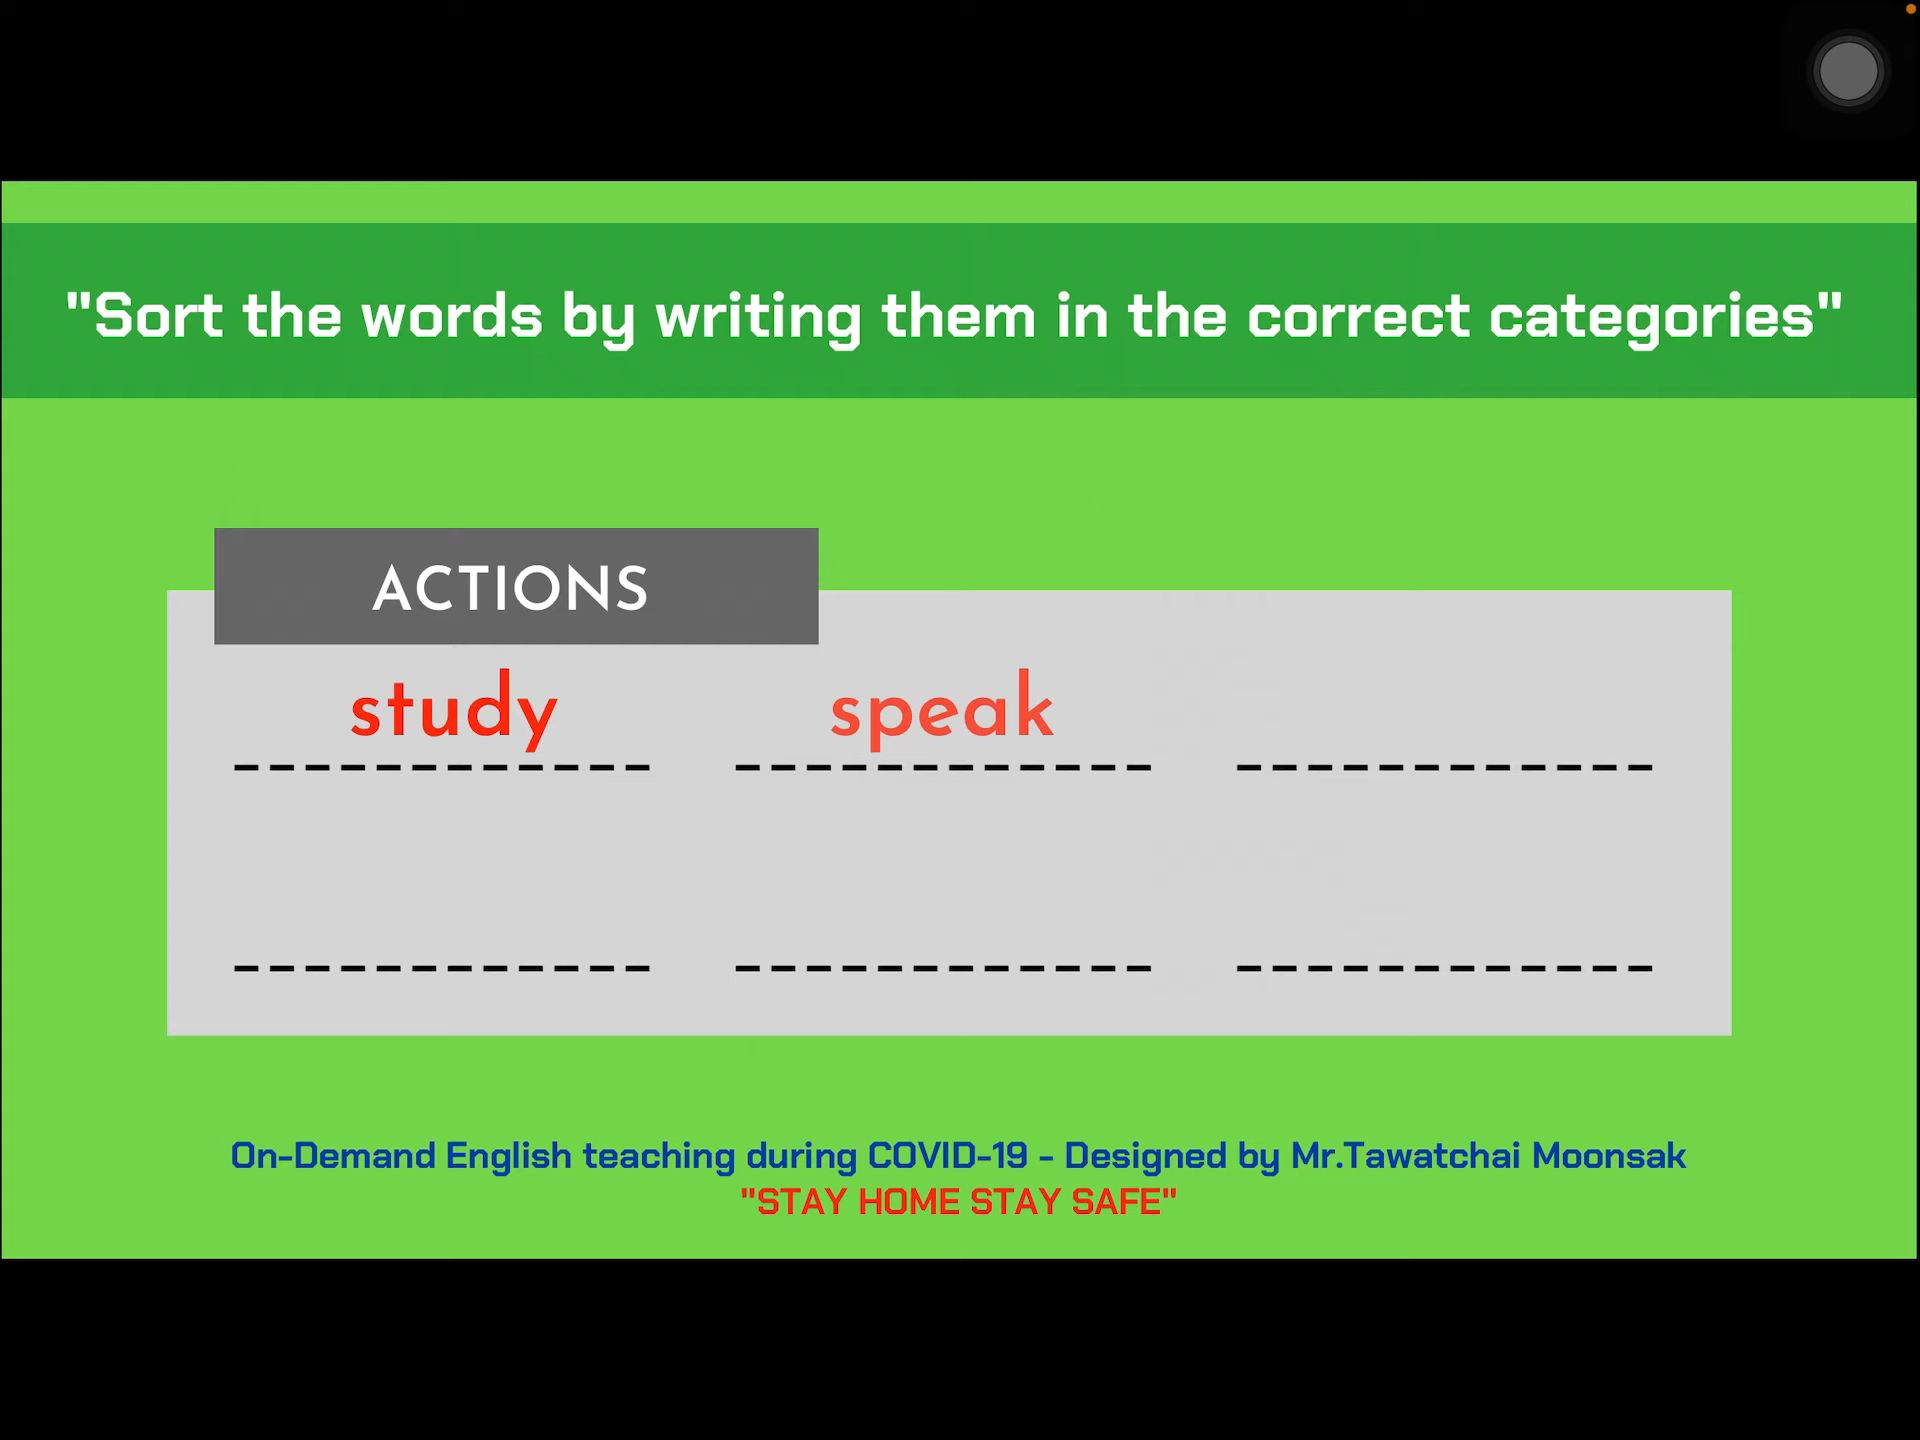 "Sort the words by writing them in the correct categories"
ACTIONS
study speak
On-Demand English teaching during COVID-19 - Designed by Mr.Tawatchai Moonsak
"STAY HOME STAY SAFE"